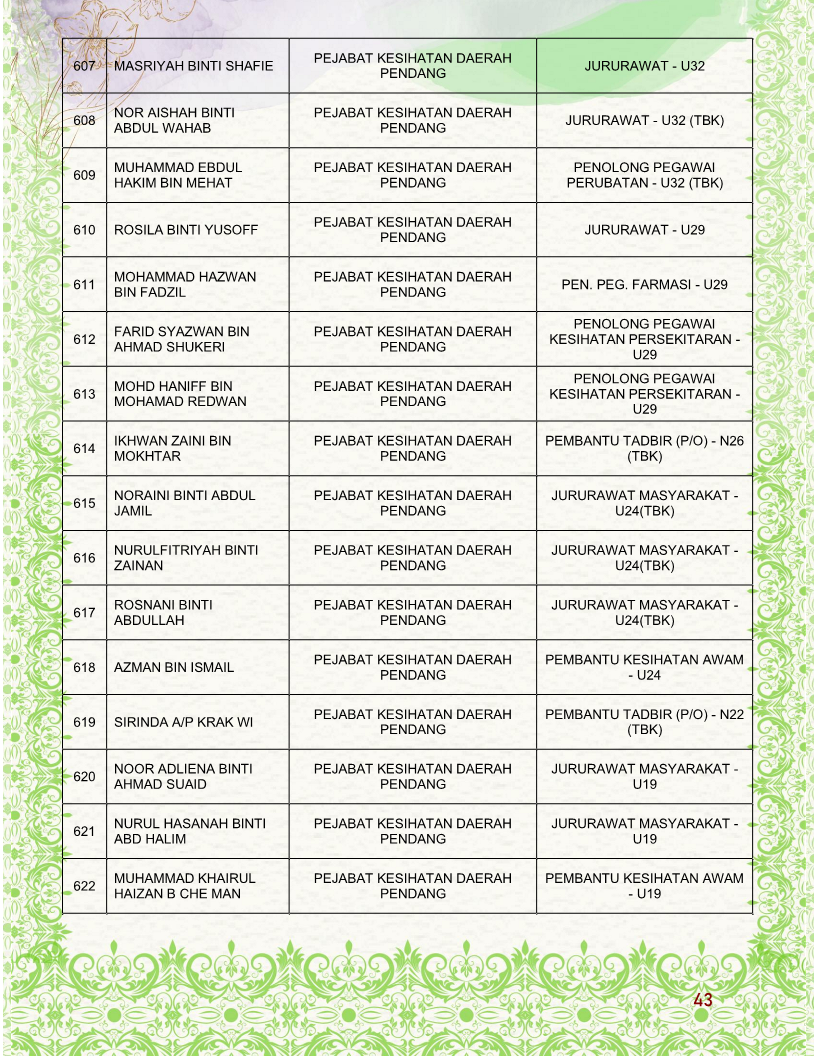 607
MASRIYAH BINTI SHAFIE
PEJABAT KESIHATAN DAERAH
PENDANG
JURURAWAT - U32
608
NOR AISHAH BINTI
ABDUL WAHAB
PEJABAT KESIHATAN DAERAH
PENDANG
JURURAWAT - U32 (TBK)
609
MUHAMMAD EBDUL
HAKIM BIN MEHAT
PEJABAT KESIHATAN DAERAH
PENDANG
PENOLONG PEGAWAI
PERUBATAN - U32 (TBK)
610
ROSILA BINTI YUSOFF
PEJABAT KESIHATAN DAERAH
PENDANG
JURURAWAT - U29
611
MOHAMMAD HAZWAN
BIN FADZIL
PEJABAT KESIHATAN DAERAH
PENDANG
PEN. PEG. FARMASI - U29
612
FARID SYAZWAN BIN
AHMAD SHUKERI
PEJABAT KESIHATAN DAERAH
PENDANG
PENOLONG PEGAWAI
KESIHATAN PERSEKITARAN -
U29
613
MOHD HANIFF BIN
MOHAMAD REDWAN
PEJABAT KESIHATAN DAERAH
PENDANG
PENOLONG PEGAWAI
KESIHATAN PERSEKITARAN -
U29
614
IKHWAN ZAINI BIN
MOKHTAR
PEJABAT KESIHATAN DAERAH
PENDANG
PEMBANTU TADBIR (P/O) - N26
(TBK)
615
NORAINI BINTI ABDUL
JAMIL
PEJABAT KESIHATAN DAERAH
PENDANG
JURURAWAT MASYARAKAT -
U24(TBK)
616
NURULFITRIYAH BINTI
ZAINAN
PEJABAT KESIHATAN DAERAH
PENDANG
JURURAWAT MASYARAKAT -
U24(TBK)
617
ROSNANI BINTI
ABDULLAH
PEJABAT KESIHATAN DAERAH
PENDANG
JURURAWAT MASYARAKAT -
U24(TBK)
618
AZMAN BIN ISMAIL
PEJABAT KESIHATAN DAERAH
PENDANG
PEMBANTU KESIHATAN AWAM
- U24
619
SIRINDA A/P KRAK WI
PEJABAT KESIHATAN DAERAH
PENDANG
PEMBANTU TADBIR (P/O) - N22
(TBK)
620
NOOR ADLIENA BINTI
AHMAD SUAID
PEJABAT KESIHATAN DAERAH
PENDANG
JURURAWAT MASYARAKAT -
U19
621
NURUL HASANAH BINTI
ABD HALIM
PEJABAT KESIHATAN DAERAH
PENDANG
JURURAWAT MASYARAKAT -
U19
622
MUHAMMAD KHAIRUL
HAIZAN B CHE MAN
PEJABAT KESIHATAN DAERAH
PENDANG
PEMBANTU KESIHATAN AWAM
- U19
43